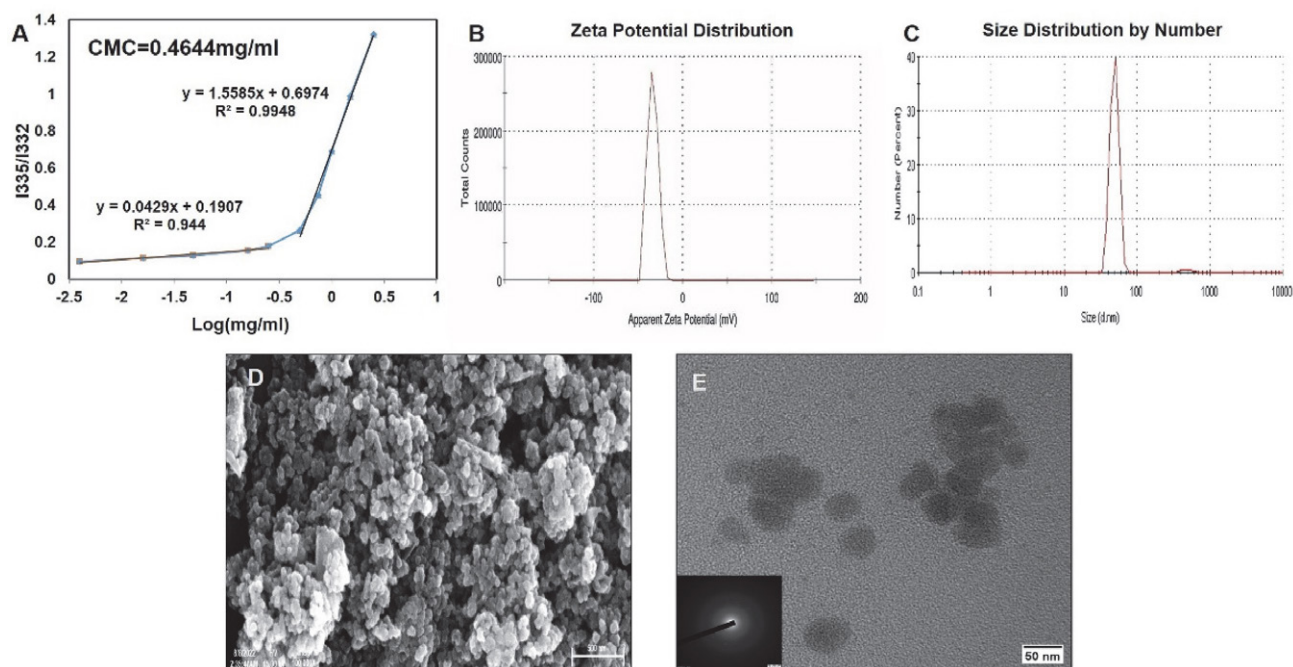 A
CMC=0.4644mg/ml
y = 1.5585x + 0.6974
R² = 0.9948
y = 0.0429x + 0.1907
R² = 0.944
I335/I332
1.4
1.2
1
0.8
0.6
0.4
0.2
0
-2.5 -2 -1.5 -1 -0.5 0 0.5 1
Log(mg/ml)
B
Zeta Potential Distribution
Total Counts
300000
200000
100000
0
-100 0 100 200
Apparent Zeta Potential (mV)
C
Size Distribution by Number
Number (Percent)
40
30
20
10
0
0.1 1 10 100 1000 10000
Size (d.nm)
D
E
50 nm